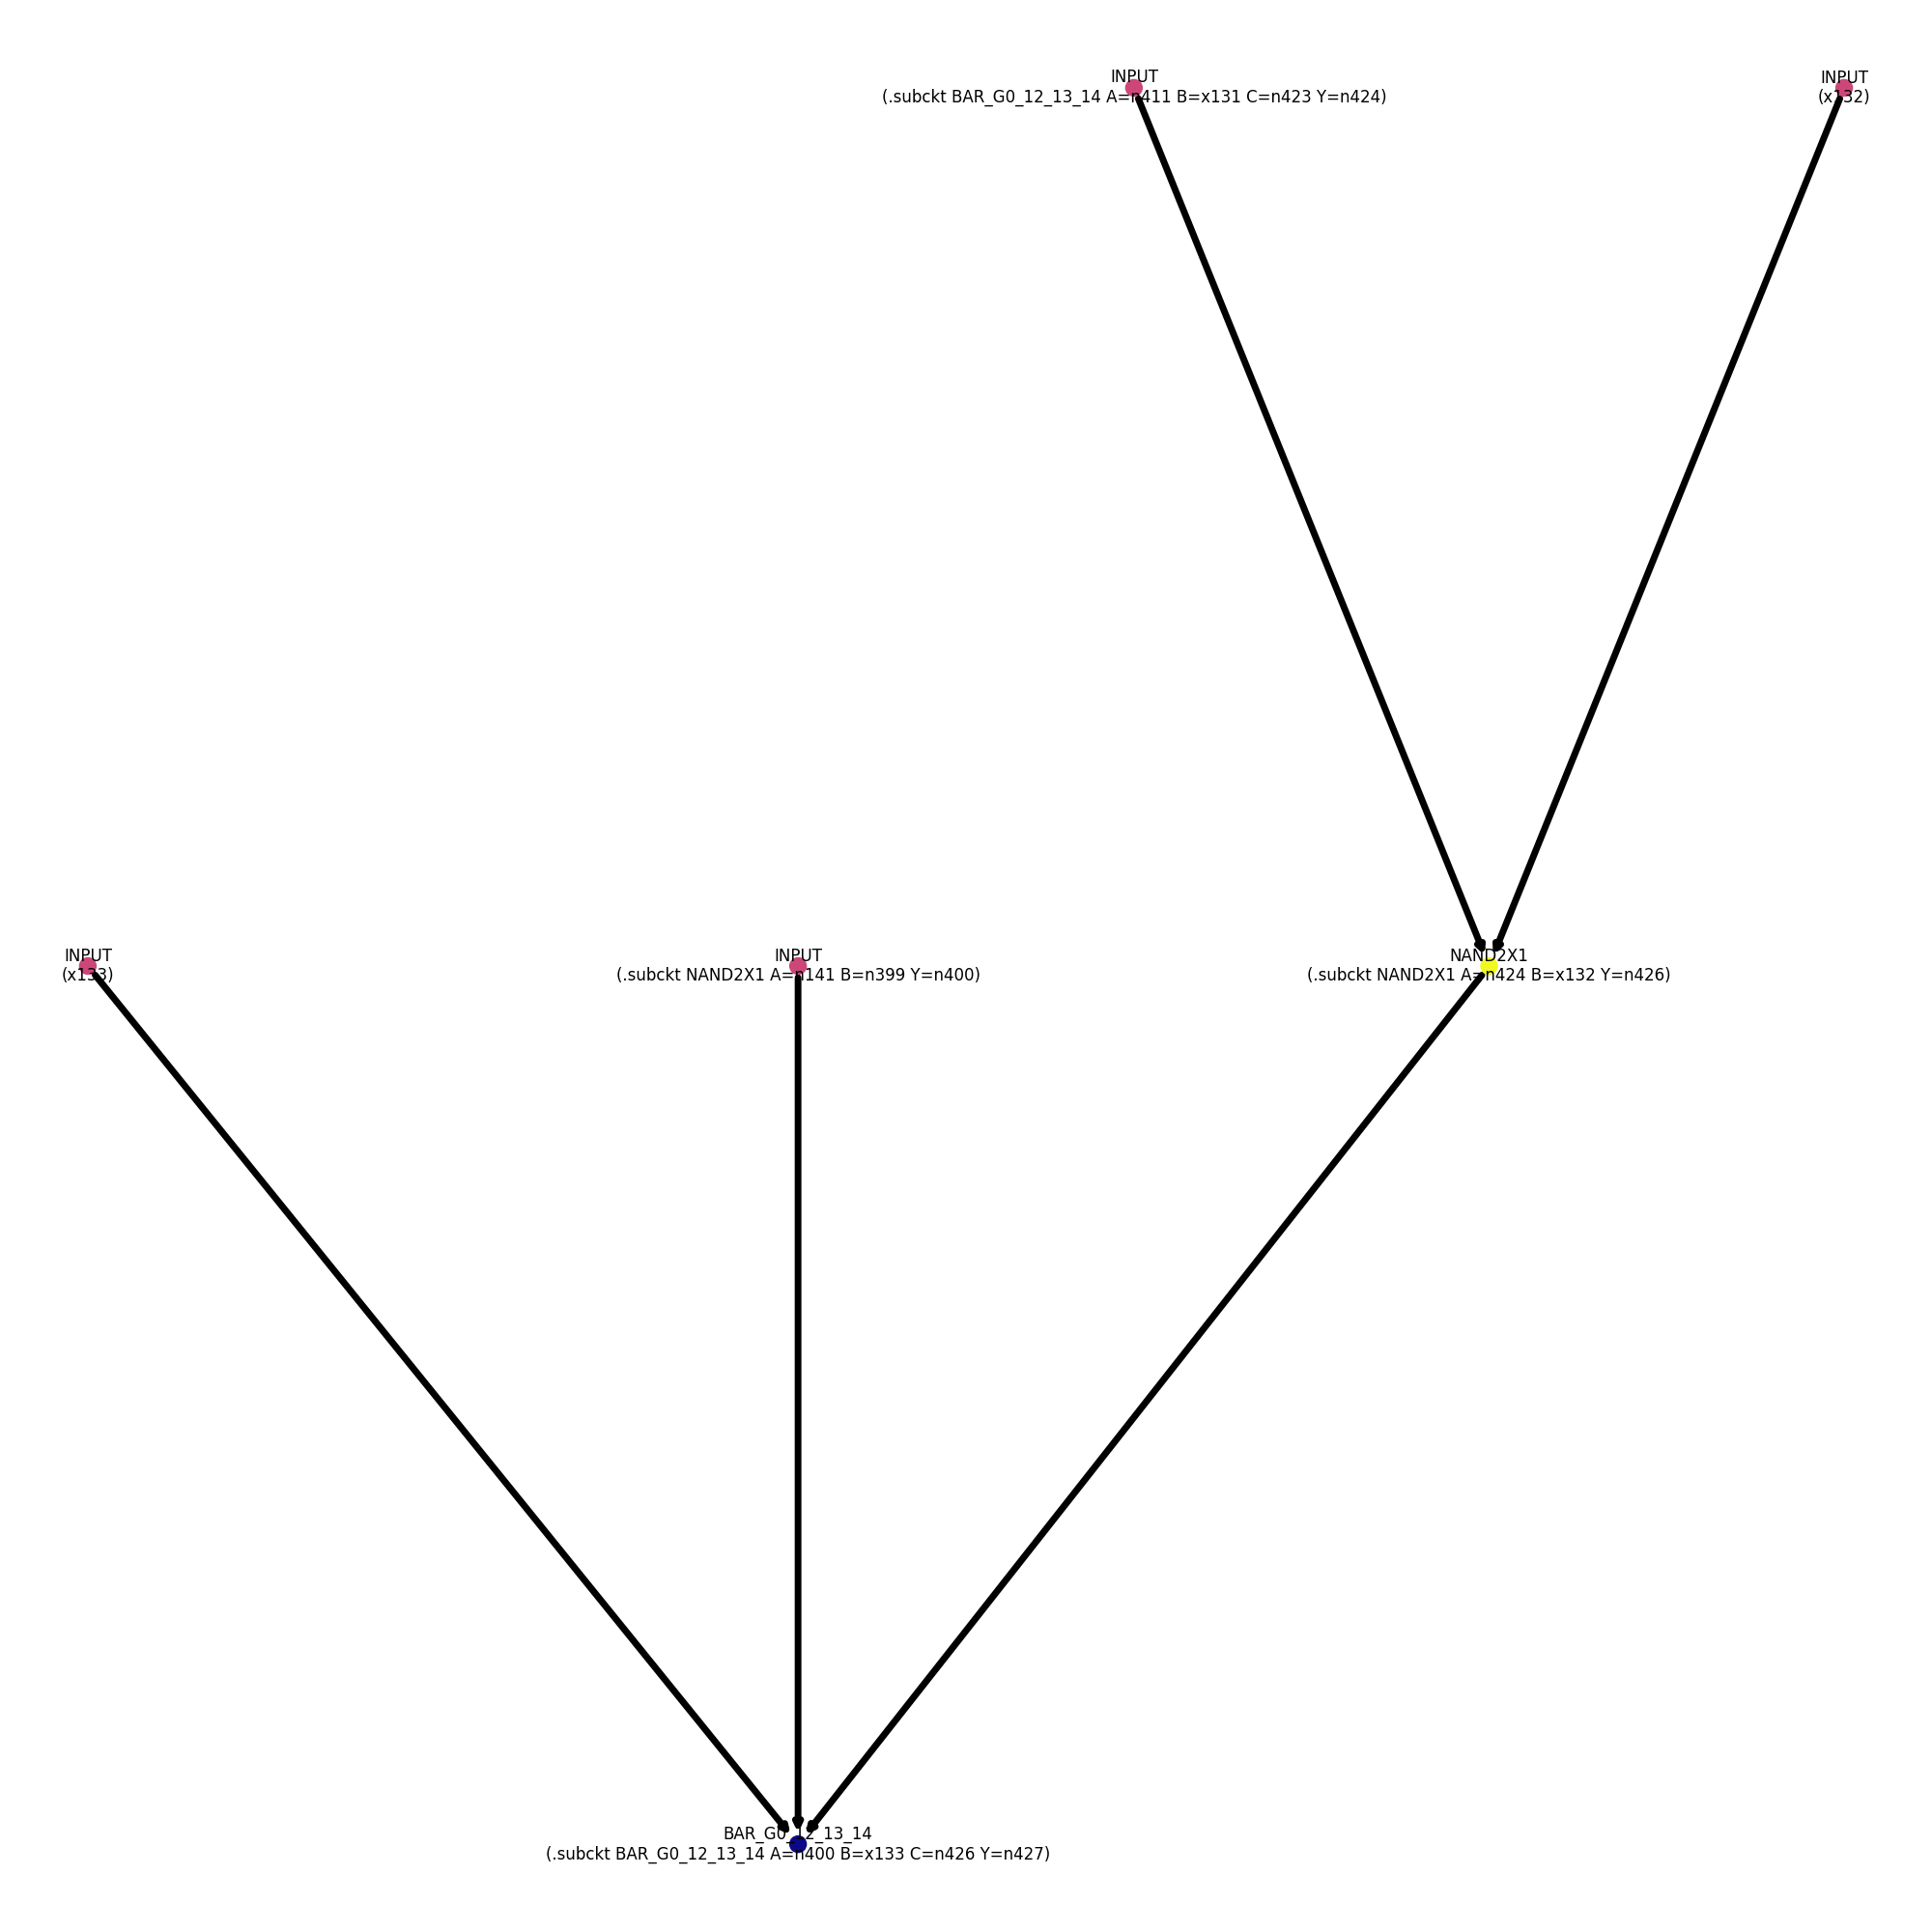 INPUT
(.subckt BAR_G0_12_13_14 A=n411 B=x131 C=n423 Y=n424)
INPUT
(x132)
INPUT
(x133)
INPUT
(.subckt NAND2X1 A=n141 B=n399 Y=n400)
NAND2X1
(.subckt NAND2X1 A=n424 B=x132 Y=n426)
BAR_G0_12_13_14
(.subckt BAR_G0_12_13_14 A=n400 B=x133 C=n426 Y=n427)